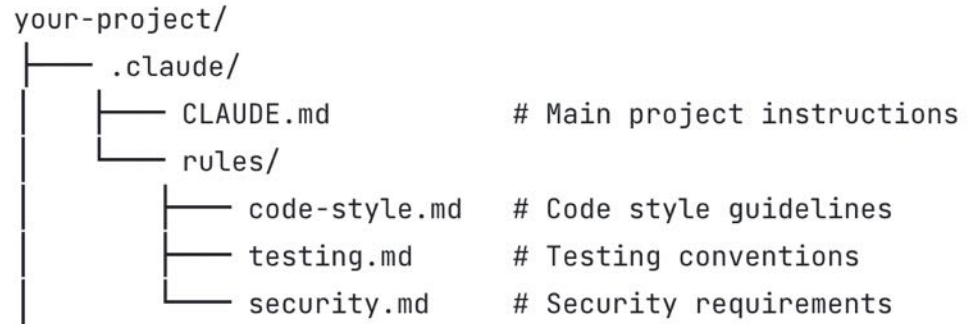 your-project/
├── .claude/
│   ├── CLAUDE.md           # Main project instructions
│   └── rules/
│       ├── code-style.md   # Code style guidelines
│       ├── testing.md      # Testing conventions
│       └── security.md     # Security requirements